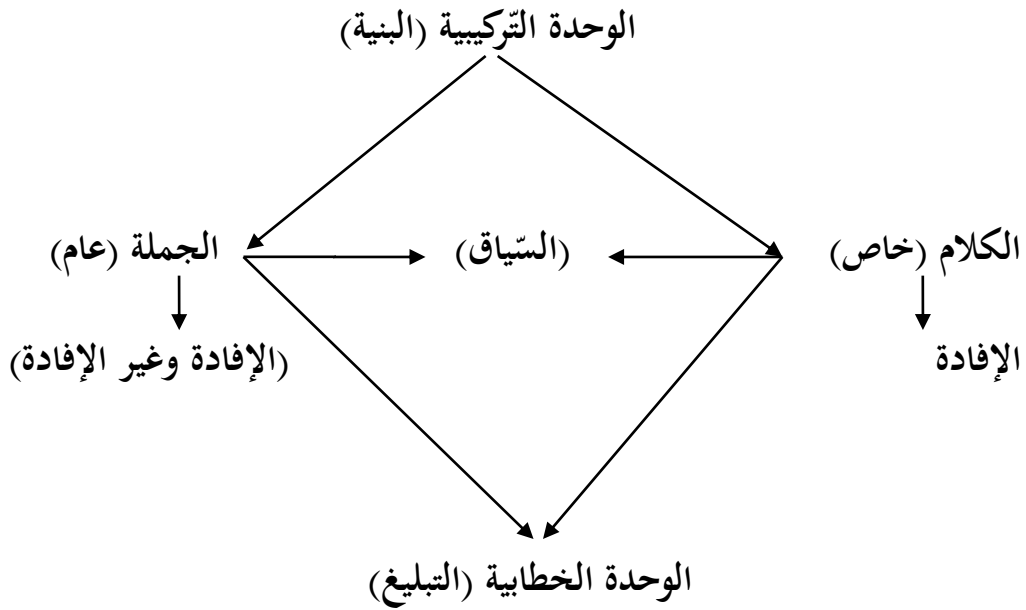 الوحدة التّركيبية (البنية)
الكلام (خاص) (السّياق) الجملة (عام)
الإفادة (الإفادة وغير الإفادة)
الوحدة الخطابية (التبليغ)